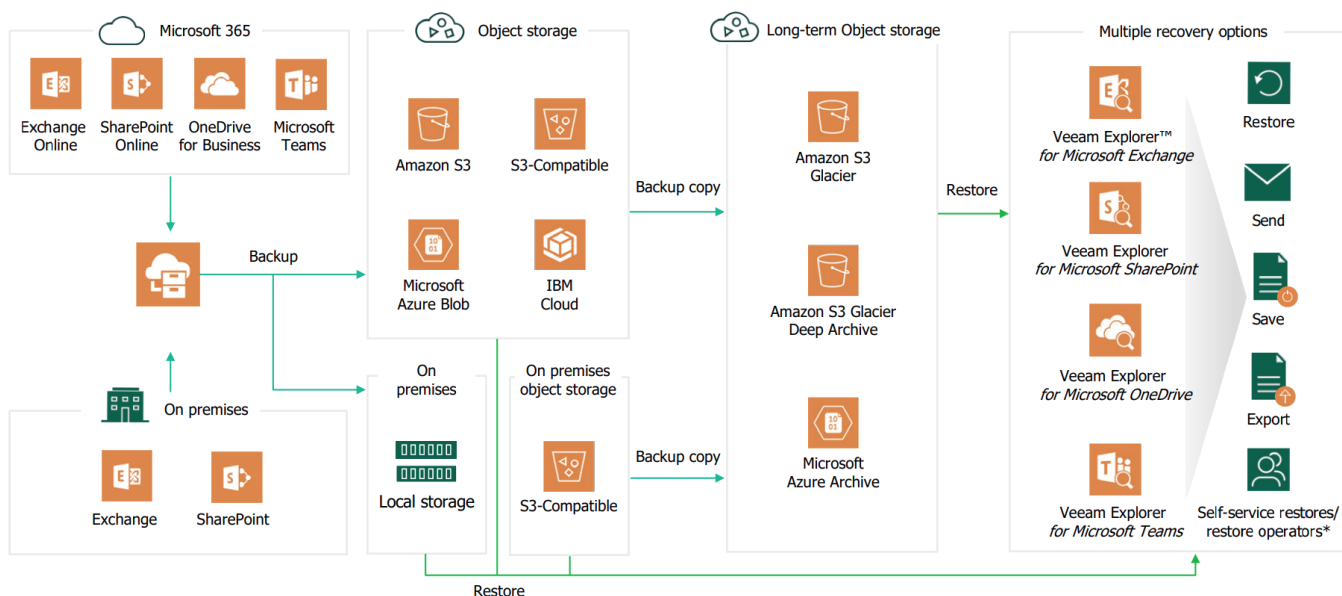 Microsoft 365
Exchange
Online
SharePoint
Online
OneDrive
for Business
Microsoft
Teams
Backup
On premises
Exchange
SharePoint
Object storage
Amazon S3
S3-Compatible
Microsoft
Azure Blob
IBM
Cloud
On
premises
Local storage
On premises
object storage
S3-Compatible
Backup copy
Backup copy
Long-term Object storage
Amazon S3
Glacier
Amazon S3 Glacier
Deep Archive
Microsoft
Azure Archive
Restore
Restore
Multiple recovery options
Veeam Explorer™
for Microsoft Exchange
Veeam Explorer
for Microsoft SharePoint
Veeam Explorer
for Microsoft OneDrive
Veeam Explorer
for Microsoft Teams
Restore
Send
Save
Export
Self-service restores/
restore operators*